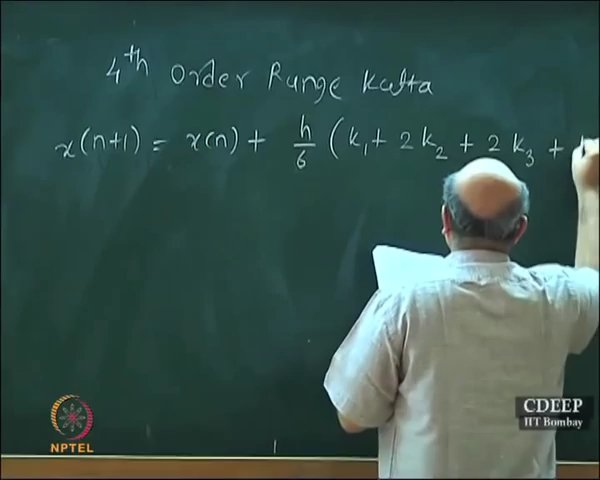 4th Order Runge Kutta
x(n+1) = x(n) + h/6 (k1 + 2k2 + 2k3 +
CDEEP
IIT Bombay
NPTEL